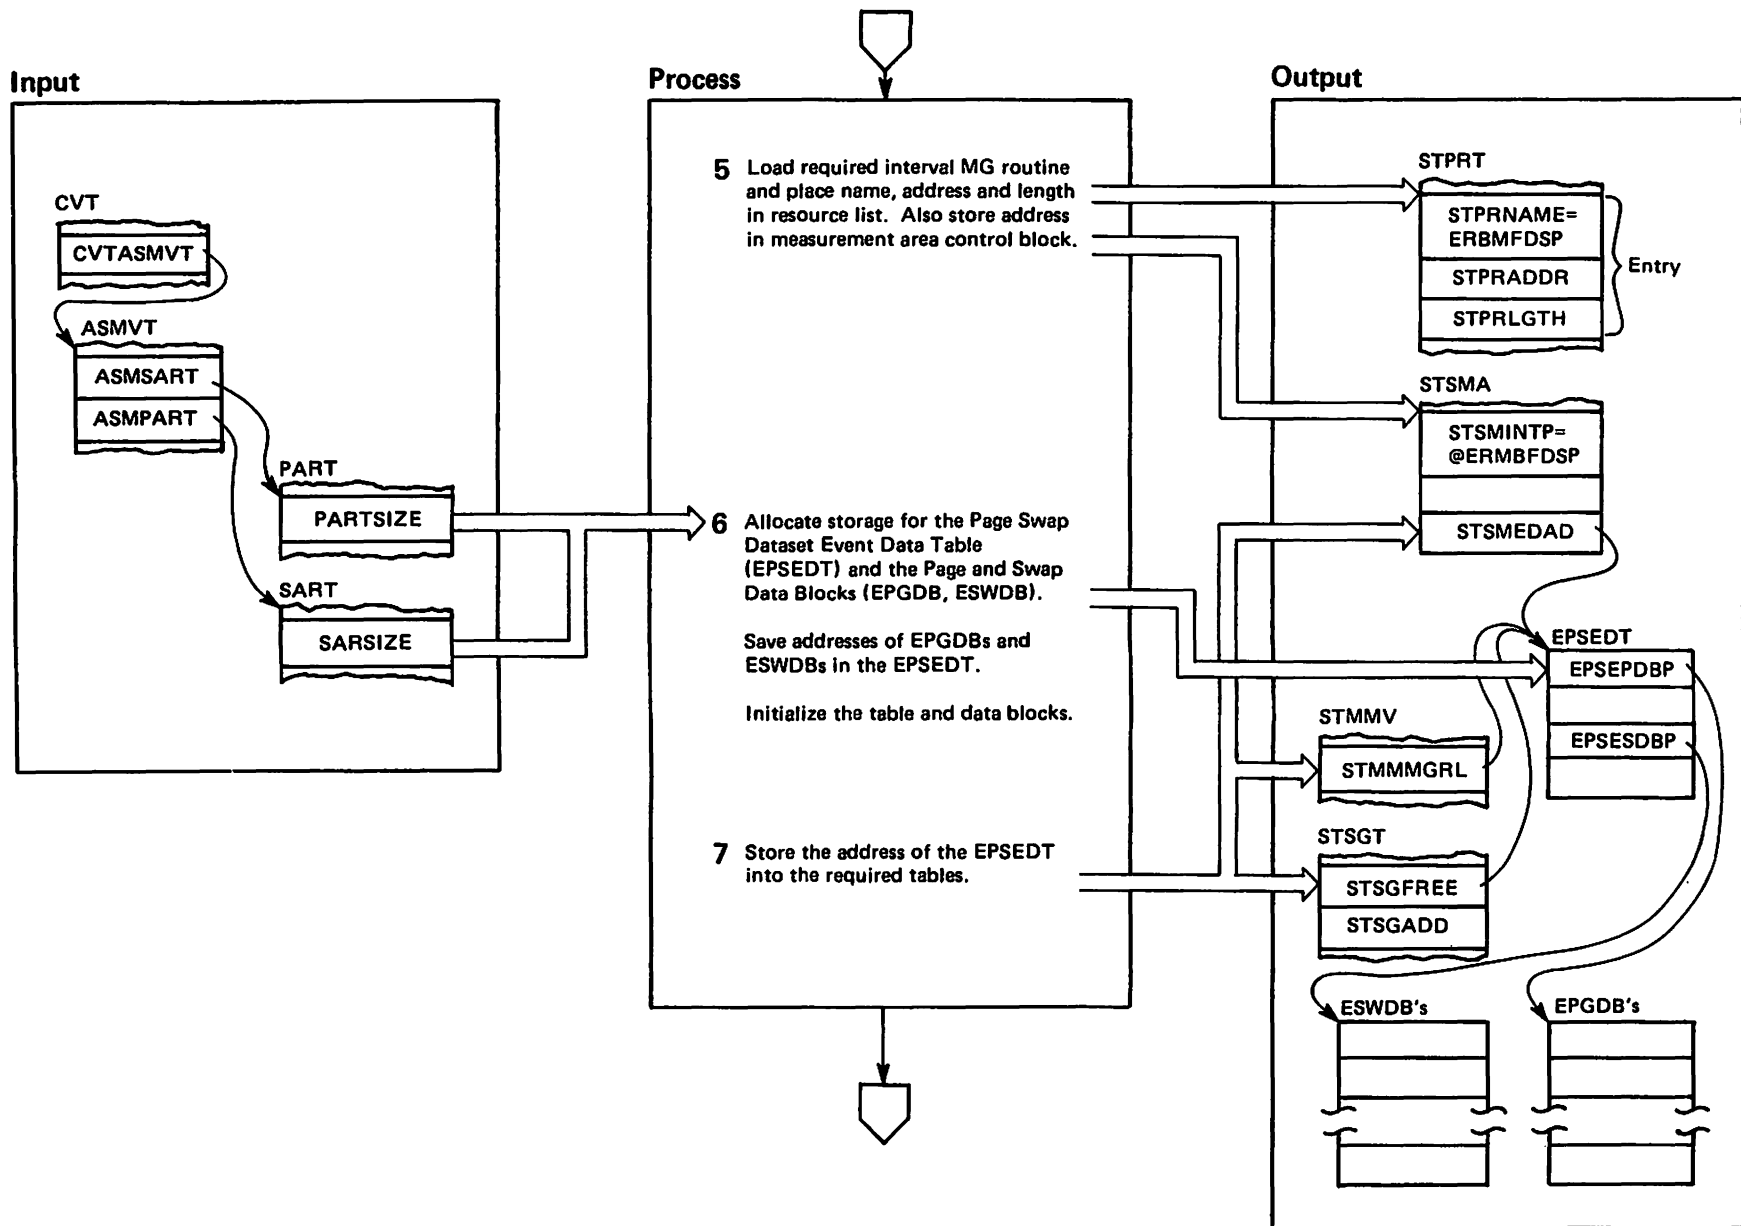 Input
CVT
CVTASMVT
ASMVT
ASMSART
ASMPART
PART
PARTSIZE
SART
SARSIZE
Process
5 Load required interval MG routine
and place name, address and length
in resource list. Also store address
in measurement area control block.
6 Allocate storage for the Page Swap
Dataset Event Data Table
(EPSEDT) and the Page and Swap
Data Blocks (EPGDB, ESWDB).
Save addresses of EPGDBs and
ESWDBs in the EPSEDT.
Initialize the table and data blocks.
7 Store the address of the EPSEDT
into the required tables.
Output
STPRT
STPRNAME=
ERBMFDSP
STPRADDR
STPRLGTH
Entry
STSMA
STSMINTP=
@ERMBFDSP
STSMEDAD
EPSEDT
EPSEPDBP
EPSESDBP
STMMV
STMMMGRL
STSGT
STSGFREE
STSGADD
ESWDB's
EPGDB's